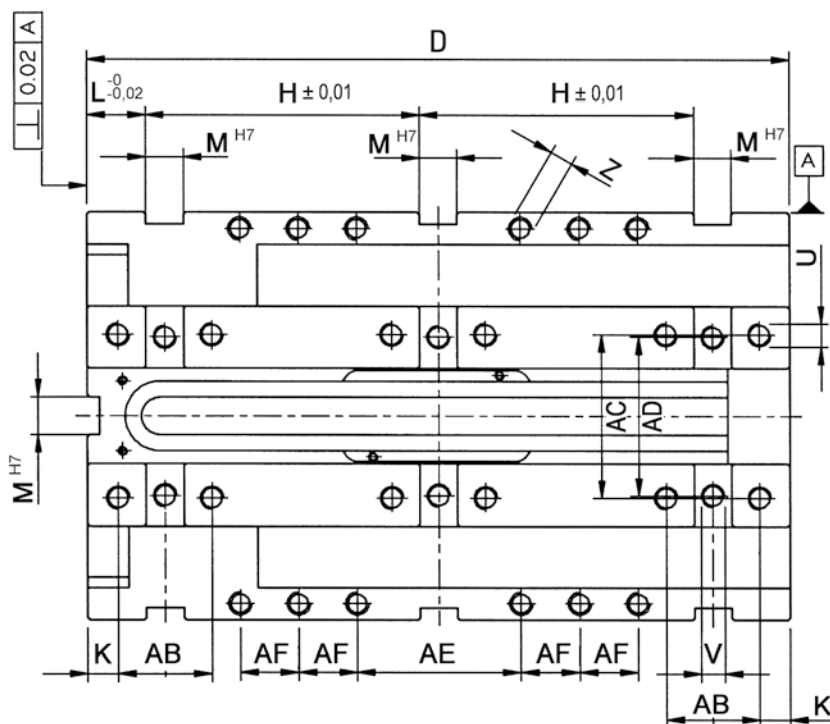 ⊥ 0.02 A
D
L -0 -0,02
H ± 0,01
H ± 0,01
M H7
M H7
M H7
Z
A
U
AC
AD
M H7
K
AB
AF
AF
AE
AF
AF
V
AB
K